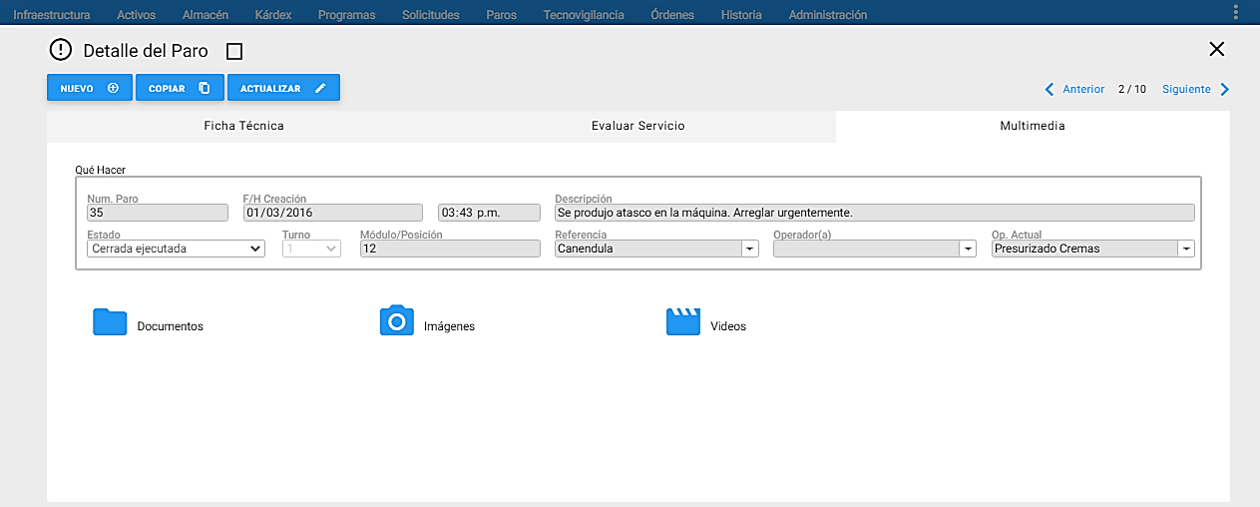 Infraestructura Activos Almacén Kárdex Programas Solicitudes Paros Tecnovigilancia Órdenes Historia Administración
Detalle del Paro
NUEVO COPIAR ACTUALIZAR
Anterior 2 / 10 Siguiente
Ficha Técnica Evaluar Servicio Multimedia
Qué Hacer
Num. Paro F/H Creación Descripción
35 01/03/2016 03:43 p.m. Se produjo atasco en la máquina. Arreglar urgentemente.
Estado Turno Módulo/Posición Referencia Operador(a) Op. Actual
Cerrada ejecutada 1 12 Canendula Presurizado Cremas
Documentos Imágenes Videos